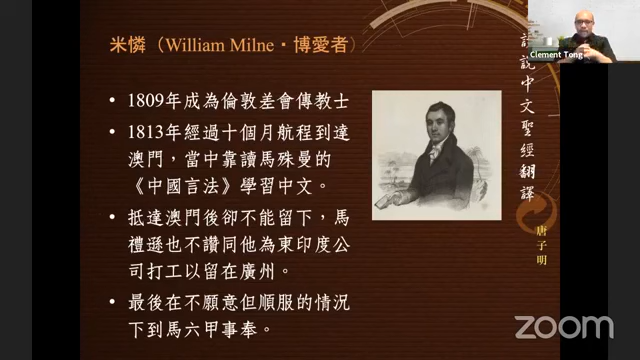 米憐（William Milne．博愛者）
• 1809年成為倫敦差會傳教士
• 1813年經過十個月航程到達
澳門，當中靠讀馬殊曼的
《中國言法》學習中文。
• 抵達澳門後卻不能留下，馬
禮遜也不讚同他為東印度公
司打工以留在廣州。
• 最後在不願意但順服的情況
下到馬六甲事奉。
說中文聖經翻譯
唐子明
Clement Tong
zoom